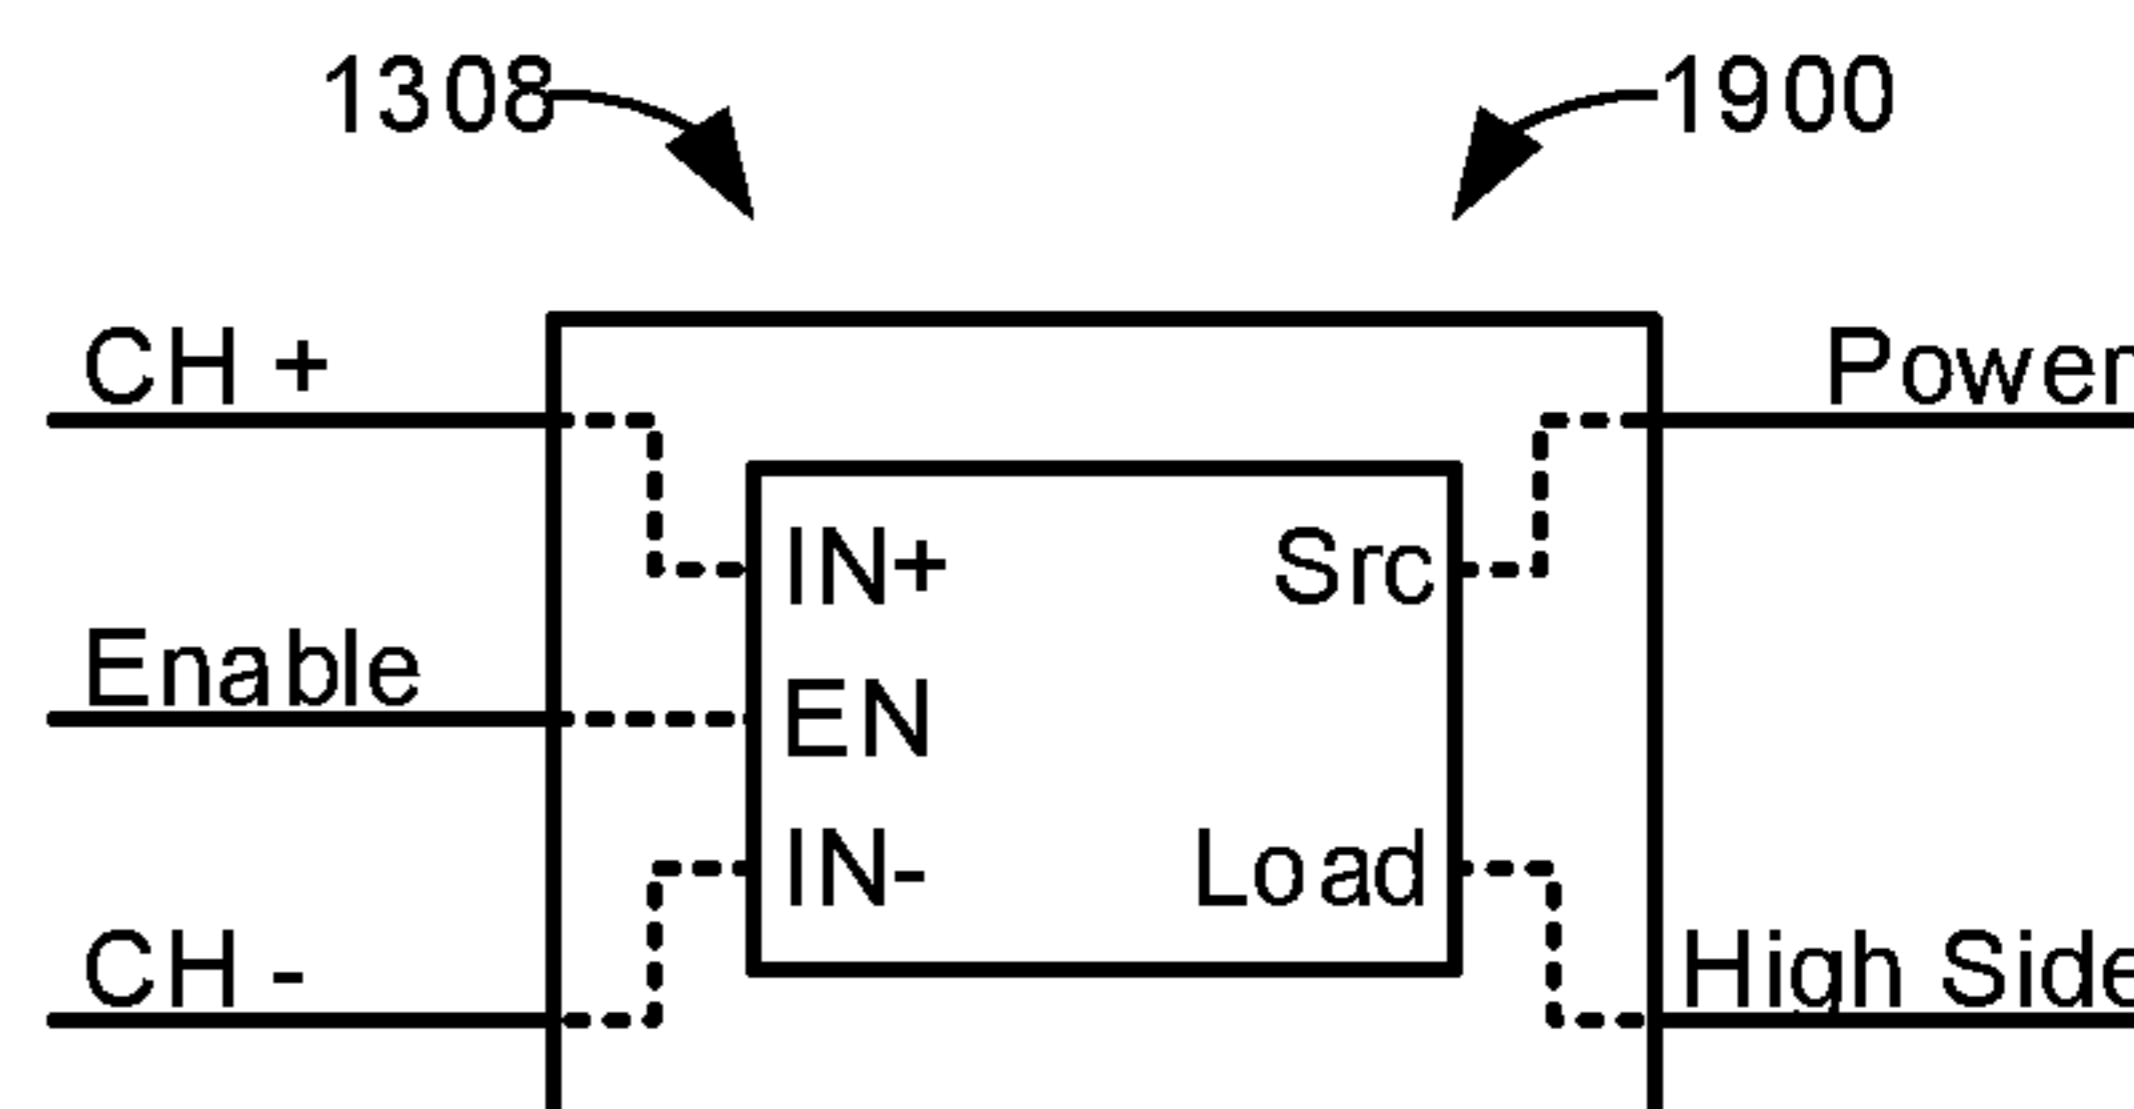 1308 1900
CH + Power
IN+ Src
Enable
EN
IN- Load
CH - High Side